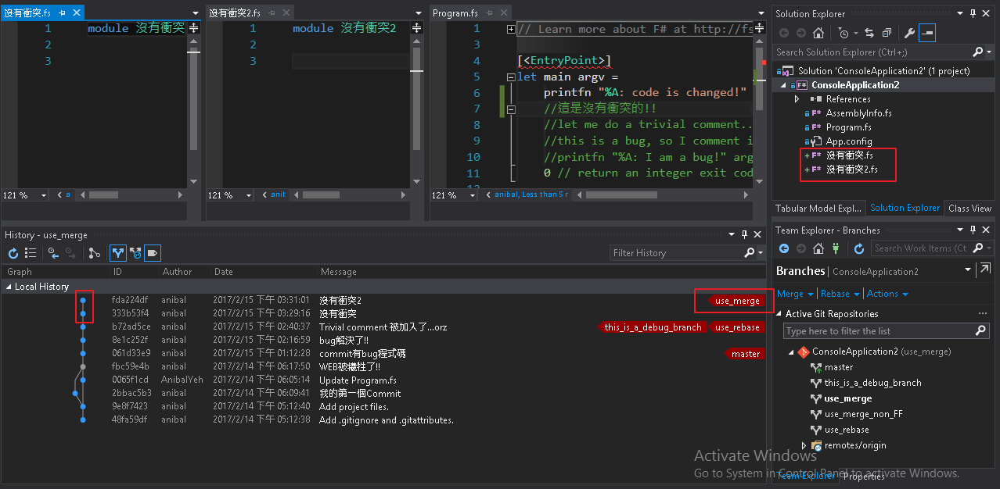 沒有衝突.fs
1 module 沒有衝突
2
3
121 %
a
沒有衝突2.fs
1 module 沒有衝突2
2
3
121 %
anit
Program.fs
1 // Learn more about F# at http://fs
3
4 [<EntryPoint>]
5 let main argv =
6 printfn "%A: code is changed!"
7 //這是沒有衝突的!!
8 //let me do a trivial comment..
9 //this is a bug, so I comment i
10 //printfn "%A: I am a bug!" arg
11 0 // return an integer exit cod
12
121 %
anibal, Less than 5 r
Solution Explorer
Search Solution Explorer (Ctrl+;)
Solution 'ConsoleApplication2' (1 project)
ConsoleApplication2
References
AssemblyInfo.fs
Program.fs
App.config
沒有衝突.fs
沒有衝突2.fs
Tabular Model Expl... Solution Explorer Class View
History - use_merge
Filter History
Graph ID Author Date Message
Local History
fda224df anibal 2017/2/15 下午 03:31:01 沒有衝突2 use_merge
333b53f4 anibal 2017/2/15 下午 03:29:16 沒有衝突
b72ad5ce anibal 2017/2/15 下午 02:40:37 Trivial comment 被加入了...orz this_is_a_debug_branch use_rebase
8e1c252f anibal 2017/2/15 下午 02:16:59 bug解決了!!
061d33e9 anibal 2017/2/15 下午 01:12:28 commit有bug程式碼 master
fbc59e4b anibal 2017/2/14 下午 06:17:50 WEB被犧牲了!!
0065f1cd AnibalYeh 2017/2/14 下午 06:05:14 Update Program.fs
2bbac5b3 anibal 2017/2/14 下午 06:09:41 我的第一個Commit
9e8f7423 anibal 2017/2/14 下午 05:12:40 Add project files.
48fa59df anibal 2017/2/14 下午 05:12:38 Add .gitignore and .gitattributes.
Team Explorer - Branches
Search Work Items (Ct
Branches | ConsoleApplication2
Merge Rebase Actions
Active Git Repositories
Type here to filter the list
ConsoleApplication2 (use_merge)
master
this_is_a_debug_branch
use_merge
use_merge_non_FF
use_rebase
remotes/origin
Activate Windows
Go to System in Control Panel to activate Windows.
Team Explorer Properties